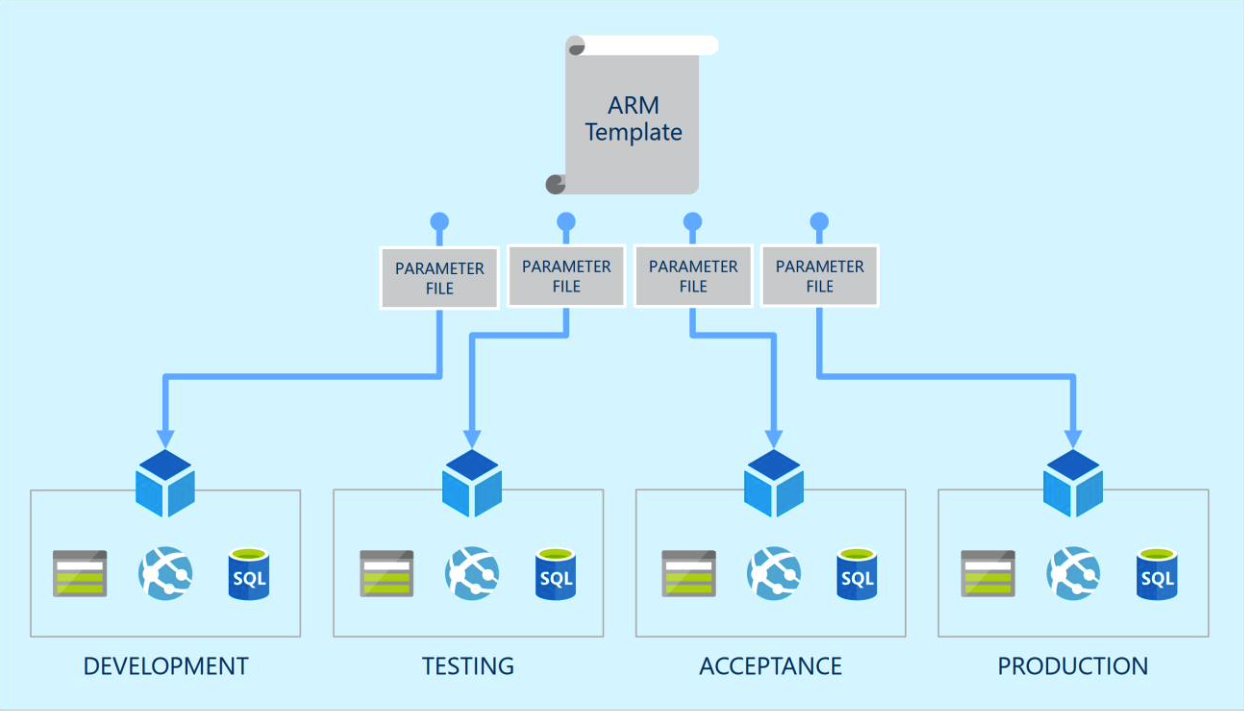 ARM
Template
PARAMETER
FILE
PARAMETER
FILE
PARAMETER
FILE
PARAMETER
FILE
SQL
SQL
SQL
SQL
DEVELOPMENT
TESTING
ACCEPTANCE
PRODUCTION